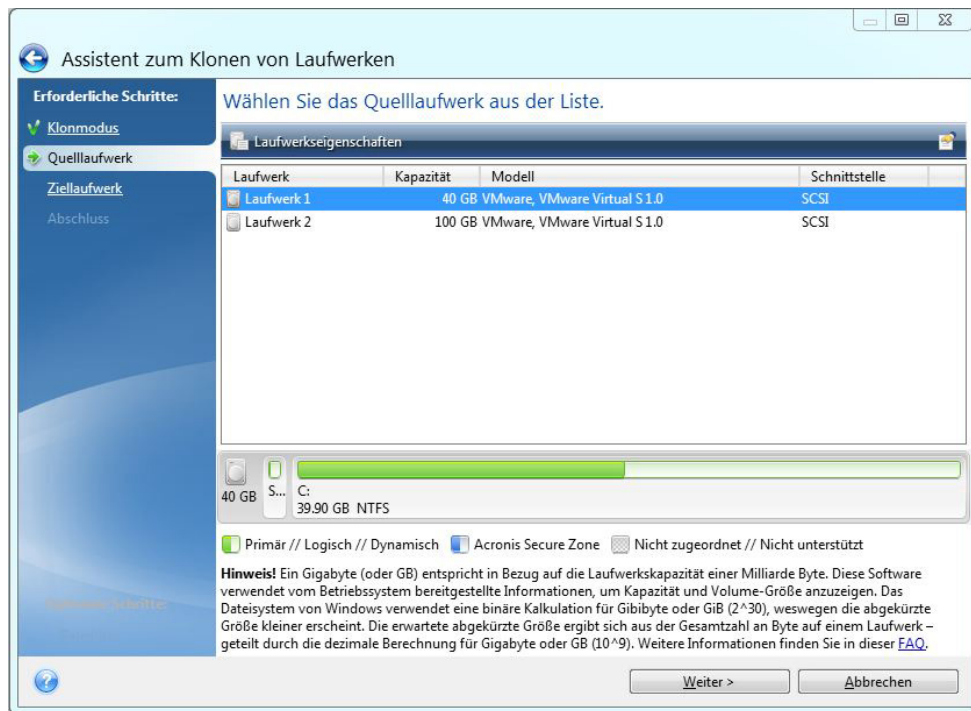 Assistent zum Klonen von Laufwerken
Erforderliche Schritte:
Klonmodus
Quelllaufwerk
Ziellaufwerk
Abschluss
Wählen Sie das Quelllaufwerk aus der Liste.
Laufwerkseigenschaften
Laufwerk Kapazität Modell Schnittstelle
Laufwerk 1 40 GB VMware, VMware Virtual S 1.0 SCSI
Laufwerk 2 100 GB VMware, VMware Virtual S 1.0 SCSI
40 GB
S...
C:
39.90 GB NTFS
Primär // Logisch // Dynamisch Acronis Secure Zone Nicht zugeordnet // Nicht unterstützt
Hinweis! Ein Gigabyte (oder GB) entspricht in Bezug auf die Laufwerkskapazität einer Milliarde Byte. Diese Software
verwendet vom Betriebssystem bereitgestellte Informationen, um Kapazität und Volume-Größe anzuzeigen. Das
Dateisystem von Windows verwendet eine binäre Kalkulation für Gibibyte oder GiB (2^30), weswegen die abgekürzte
Größe kleiner erscheint. Die erwartete abgekürzte Größe ergibt sich aus der Gesamtzahl an Byte auf einem Laufwerk –
geteilt durch die dezimale Berechnung für Gigabyte oder GB (10^9). Weitere Informationen finden Sie in dieser FAQ.
Weiter >
Abbrechen